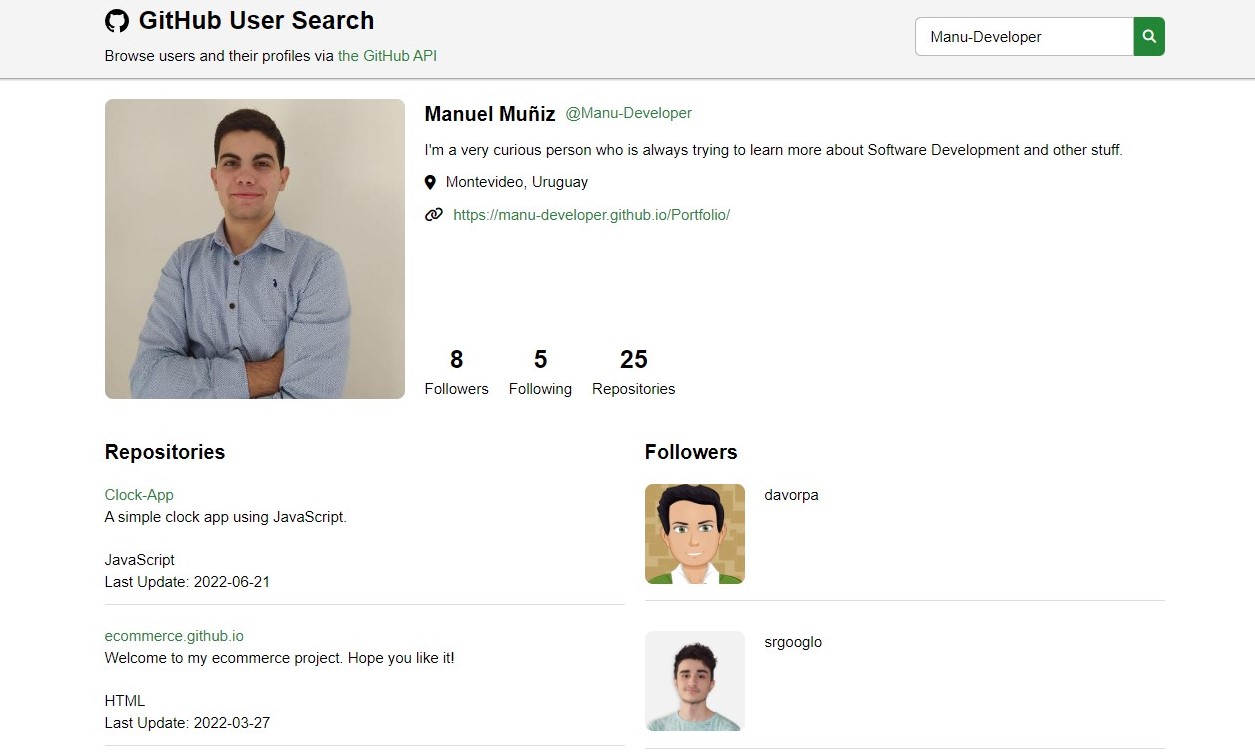 GitHub User Search
Browse users and their profiles via the GitHub API
Manu-Developer
Manuel Muñiz @Manu-Developer
I'm a very curious person who is always trying to learn more about Software Development and other stuff.
Montevideo, Uruguay
https://manu-developer.github.io/Portfolio/
8 5 25
Followers Following Repositories
Repositories
Clock-App
A simple clock app using JavaScript.
JavaScript
Last Update: 2022-06-21
ecommerce.github.io
Welcome to my ecommerce project. Hope you like it!
HTML
Last Update: 2022-03-27
Followers
davorpa
srgooglo